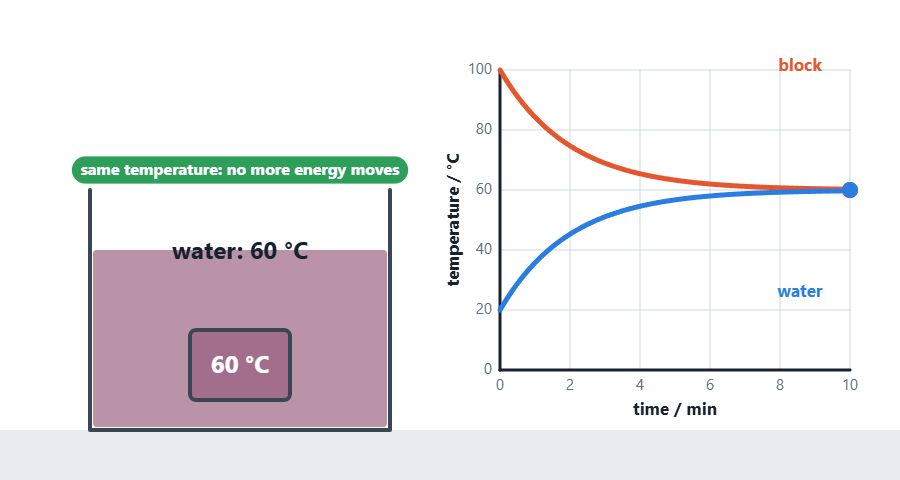 same temperature: no more energy moves
water: 60 °C
60 °C
temperature / °C
100
80
60
40
20
0
block
water
0 2 4 6 8 10
time / min